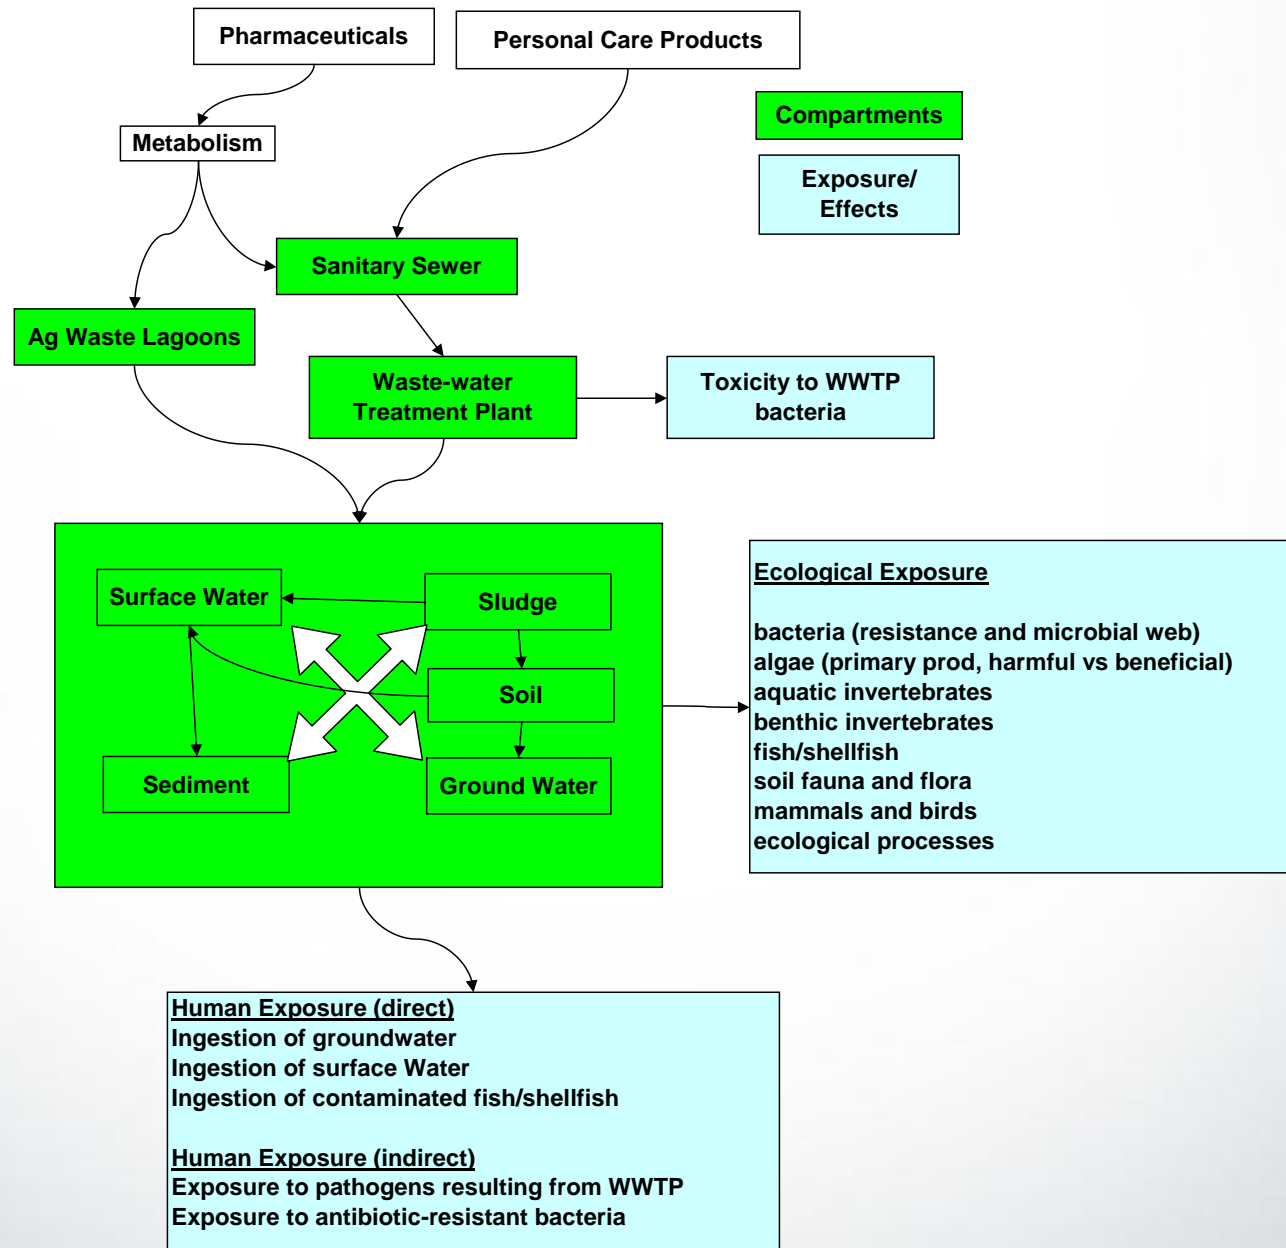 Pharmaceuticals
Personal Care Products
Compartments
Metabolism
Exposure/
Effects
Sanitary Sewer
Ag Waste Lagoons
Waste-water
Treatment Plant
Toxicity to WWTP
bacteria
Surface Water
Sludge
Soil
Sediment
Ground Water
Ecological Exposure
bacteria (resistance and microbial web)
algae (primary prod, harmful vs beneficial)
aquatic invertebrates
benthic invertebrates
fish/shellfish
soil fauna and flora
mammals and birds
ecological processes
Human Exposure (direct)
Ingestion of groundwater
Ingestion of surface Water
Ingestion of contaminated fish/shellfish
Human Exposure (indirect)
Exposure to pathogens resulting from WWTP
Exposure to antibiotic-resistant bacteria